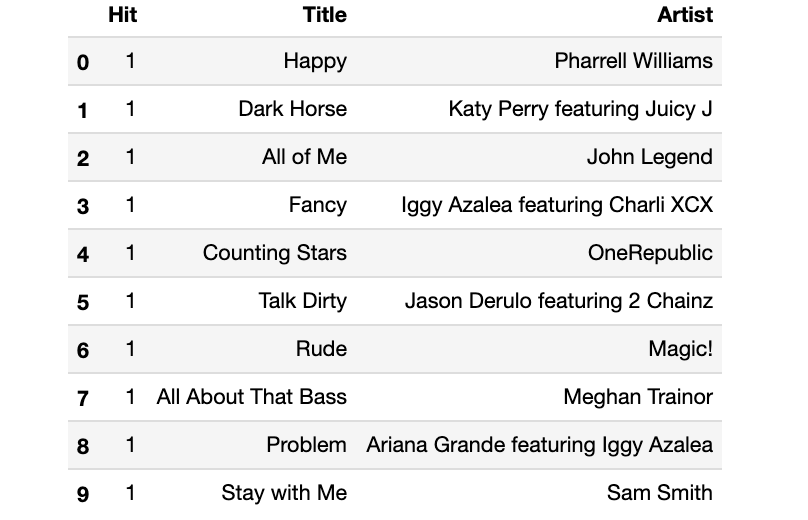 Hit Title Artist
0 1 Happy Pharrell Williams
1 1 Dark Horse Katy Perry featuring Juicy J
2 1 All of Me John Legend
3 1 Fancy Iggy Azalea featuring Charli XCX
4 1 Counting Stars OneRepublic
5 1 Talk Dirty Jason Derulo featuring 2 Chainz
6 1 Rude Magic!
7 1 All About That Bass Meghan Trainor
8 1 Problem Ariana Grande featuring Iggy Azalea
9 1 Stay with Me Sam Smith